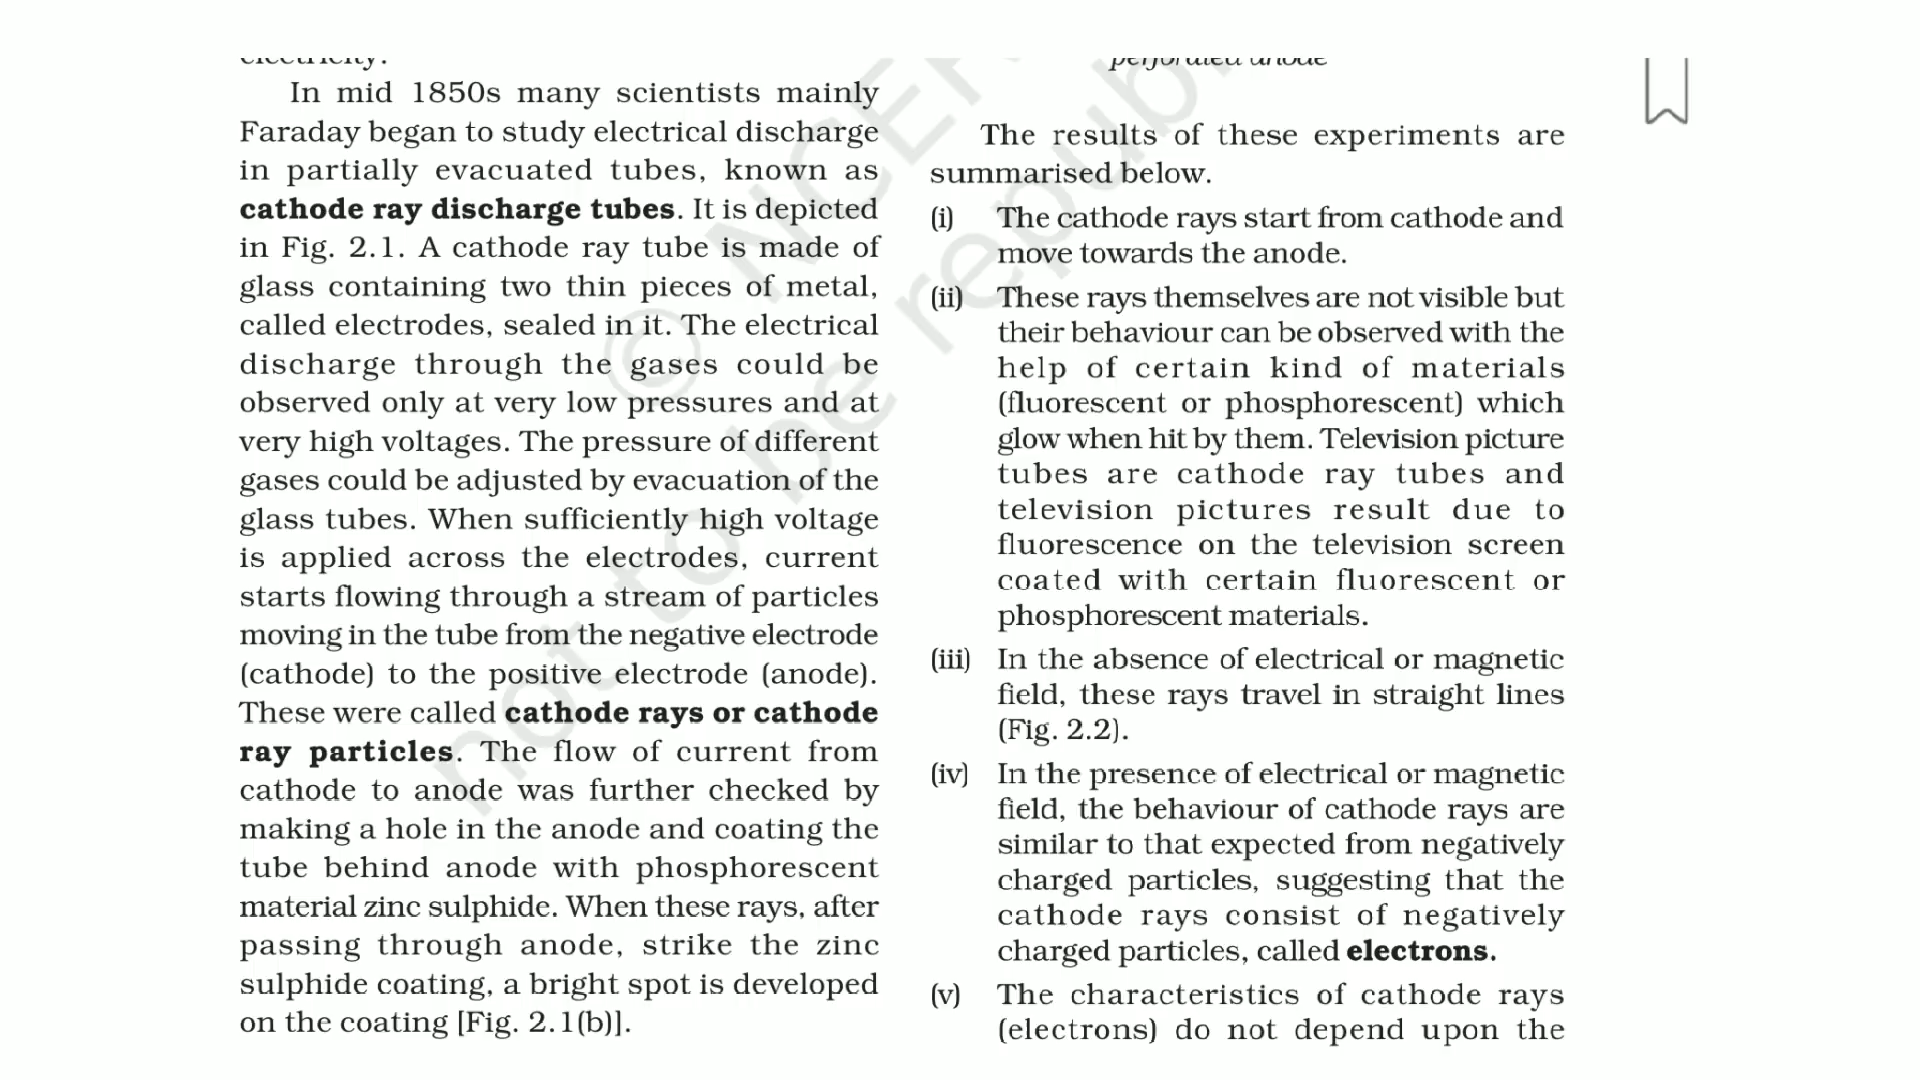 electricity.
In mid 1850s many scientists mainly
Faraday began to study electrical discharge
in partially evacuated tubes, known as
cathode ray discharge tubes. It is depicted
in Fig. 2.1. A cathode ray tube is made of
glass containing two thin pieces of metal,
called electrodes, sealed in it. The electrical
discharge through the gases could be
observed only at very low pressures and at
very high voltages. The pressure of different
gases could be adjusted by evacuation of the
glass tubes. When sufficiently high voltage
is applied across the electrodes, current
starts flowing through a stream of particles
moving in the tube from the negative electrode
(cathode) to the positive electrode (anode).
These were called cathode rays or cathode
ray particles. The flow of current from
cathode to anode was further checked by
making a hole in the anode and coating the
tube behind anode with phosphorescent
material zinc sulphide. When these rays, after
passing through anode, strike the zinc
sulphide coating, a bright spot is developed
on the coating [Fig. 2.1(b)].
perforated anode
The results of these experiments are
summarised below.
(i) The cathode rays start from cathode and
move towards the anode.
(ii) These rays themselves are not visible but
their behaviour can be observed with the
help of certain kind of materials
(fluorescent or phosphorescent) which
glow when hit by them. Television picture
tubes are cathode ray tubes and
television pictures result due to
fluorescence on the television screen
coated with certain fluorescent or
phosphorescent materials.
(iii) In the absence of electrical or magnetic
field, these rays travel in straight lines
(Fig. 2.2).
(iv) In the presence of electrical or magnetic
field, the behaviour of cathode rays are
similar to that expected from negatively
charged particles, suggesting that the
cathode rays consist of negatively
charged particles, called electrons.
(v) The characteristics of cathode rays
(electrons) do not depend upon the
© NCER
not to be republ